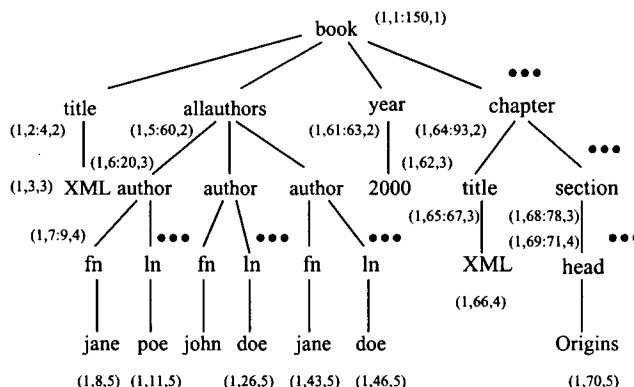 book (1,1:150,1)
title allauthors year chapter
(1,2:4,2) (1,5:60,2) (1,61:63,2) (1,64:93,2)
(1,6:20,3) (1,62,3)
(1,3,3) XML author author author 2000 title section
(1,65:67,3) (1,68:78,3)
(1,7:9,4) (1,69:71,4)
fn ln fn ln fn ln XML head
(1,66,4)
jane poe john doe jane doe Origins
(1,8,5) (1,11,5) (1,26,5) (1,43,5) (1,46,5) (1,70,5)